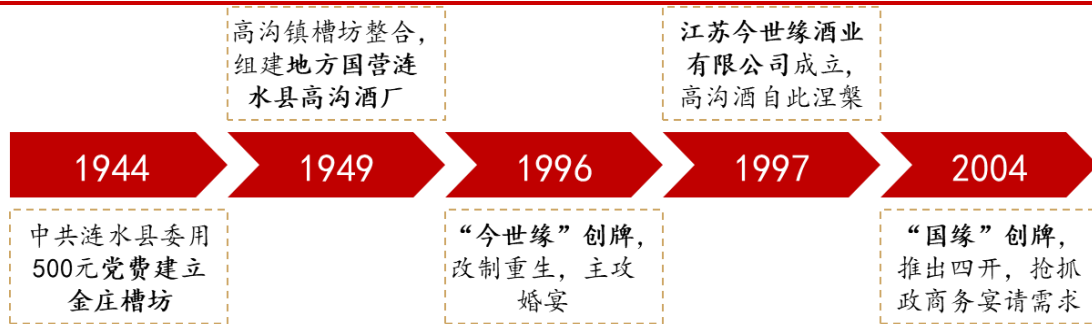 高沟镇槽坊整合，
组建地方国营涟
水县高沟酒厂
江苏今世缘酒业
有限公司成立，
高沟酒自此涅槃
1944
1949
1996
1997
2004
中共涟水县委用
500元党费建立
金庄槽坊
“今世缘”创牌，
改制重生，主攻
婚宴
“国缘”创牌，
推出四开，抢抓
政商务宴请需求